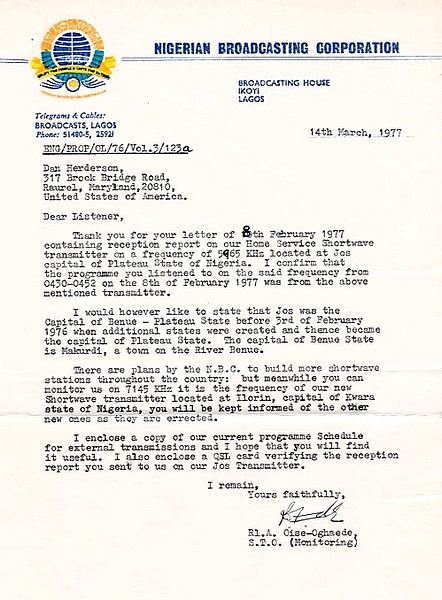 NIGERIAN BROADCASTING CORPORATION
BROADCASTING HOUSE
IKOYI
LAGOS
Telegrams & Cables:
BROADCASTS, LAGOS
Phone: 51480-5, 25921
14th March, 1977
ENG/PROP/GL/76/Vol.3/123a
Dan Herderson,
317 Brock Bridge Road,
Raurel, Maryland,20810,
United States of America.
Dear Listener,
Thank you for your letter of 8th February 1977
containing reception report on our Home Service Shortwave
transmitter on a frequency of 5965 KHz located at Jos
capital of Plateau State of Nigeria. I confirm that
the programme you listened to on the said frequency from
0430-0452 on the 8th of February 1977 was from the above
mentioned transmitter.
I would however like to state that Jos was the
Capital of Benue - Plateau State before 3rd of February
1976 when additional states were created and thence became
the capital of Plateau State. The capital of Benue State
is Makurdi, a town on the River Benue.
There are plans by the N.B.C. to build more shortwave
stations throughout the country: but meanwhile you can
monitor us on 7145 KHz it is the frequency of our new
Shortwave transmitter located at Ilorin, capital of Kwara
state of Nigeria, you will be kept informed of the other
new ones as they are errected.
I enclose a copy of our current programme Schedule
for external transmissions and I hope that you will find
it useful. I also enclose a QSL card verifying the reception
report you sent to us on our Jos Transmitter.
I remain,
Yours faithfully,
R1.A. Oise-Oghaede,
S.T.O. (Monitoring)